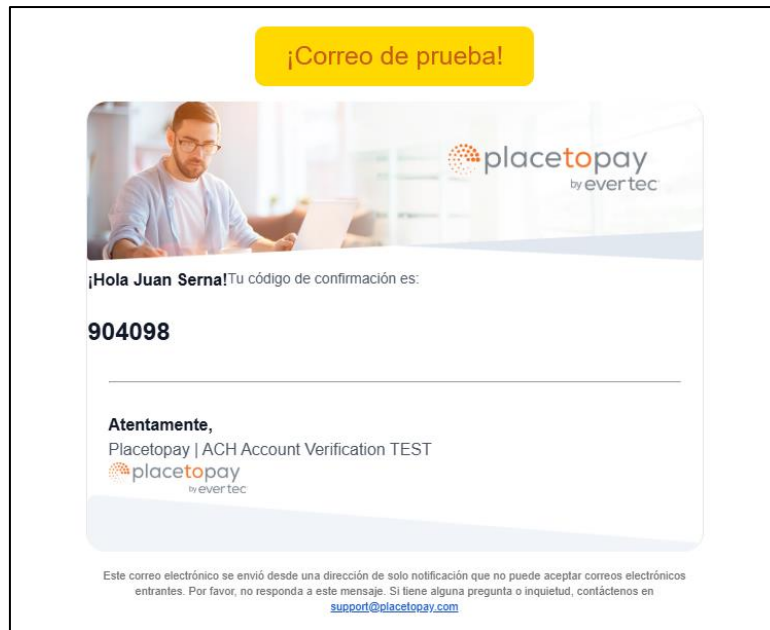 ¡Correo de prueba!
placetopay
by evertec
¡Hola Juan Serna!Tu código de confirmación es:
904098
Atentamente,
Placetopay | ACH Account Verification TEST
placetopay
by evertec
Este correo electrónico se envió desde una dirección de solo notificación que no puede aceptar correos electrónicos
entrantes. Por favor, no responda a este mensaje. Si tiene alguna pregunta o inquietud, contáctenos en
support@placetopay.com